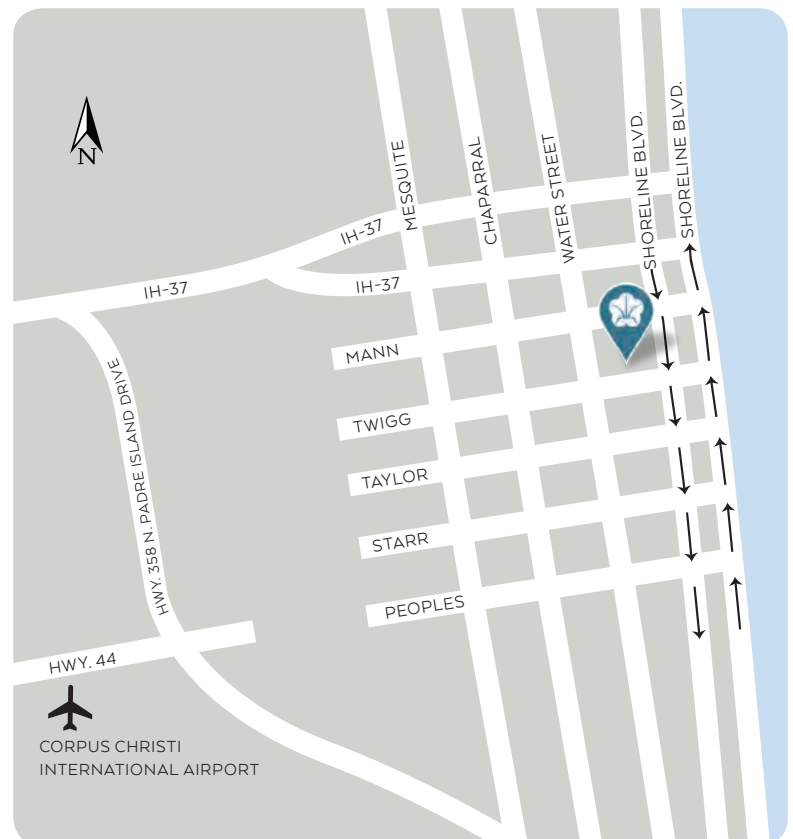 N
MESQUITE
CHAPARRAL
WATER STREET
SHORELINE BLVD.
SHORELINE BLVD.
IH-37
IH-37
IH-37
MANN
TWIGG
TAYLOR
STARR
PEOPLES
HWY. 358 N. PADRE ISLAND DRIVE
HWY. 44
CORPUS CHRISTI
INTERNATIONAL AIRPORT